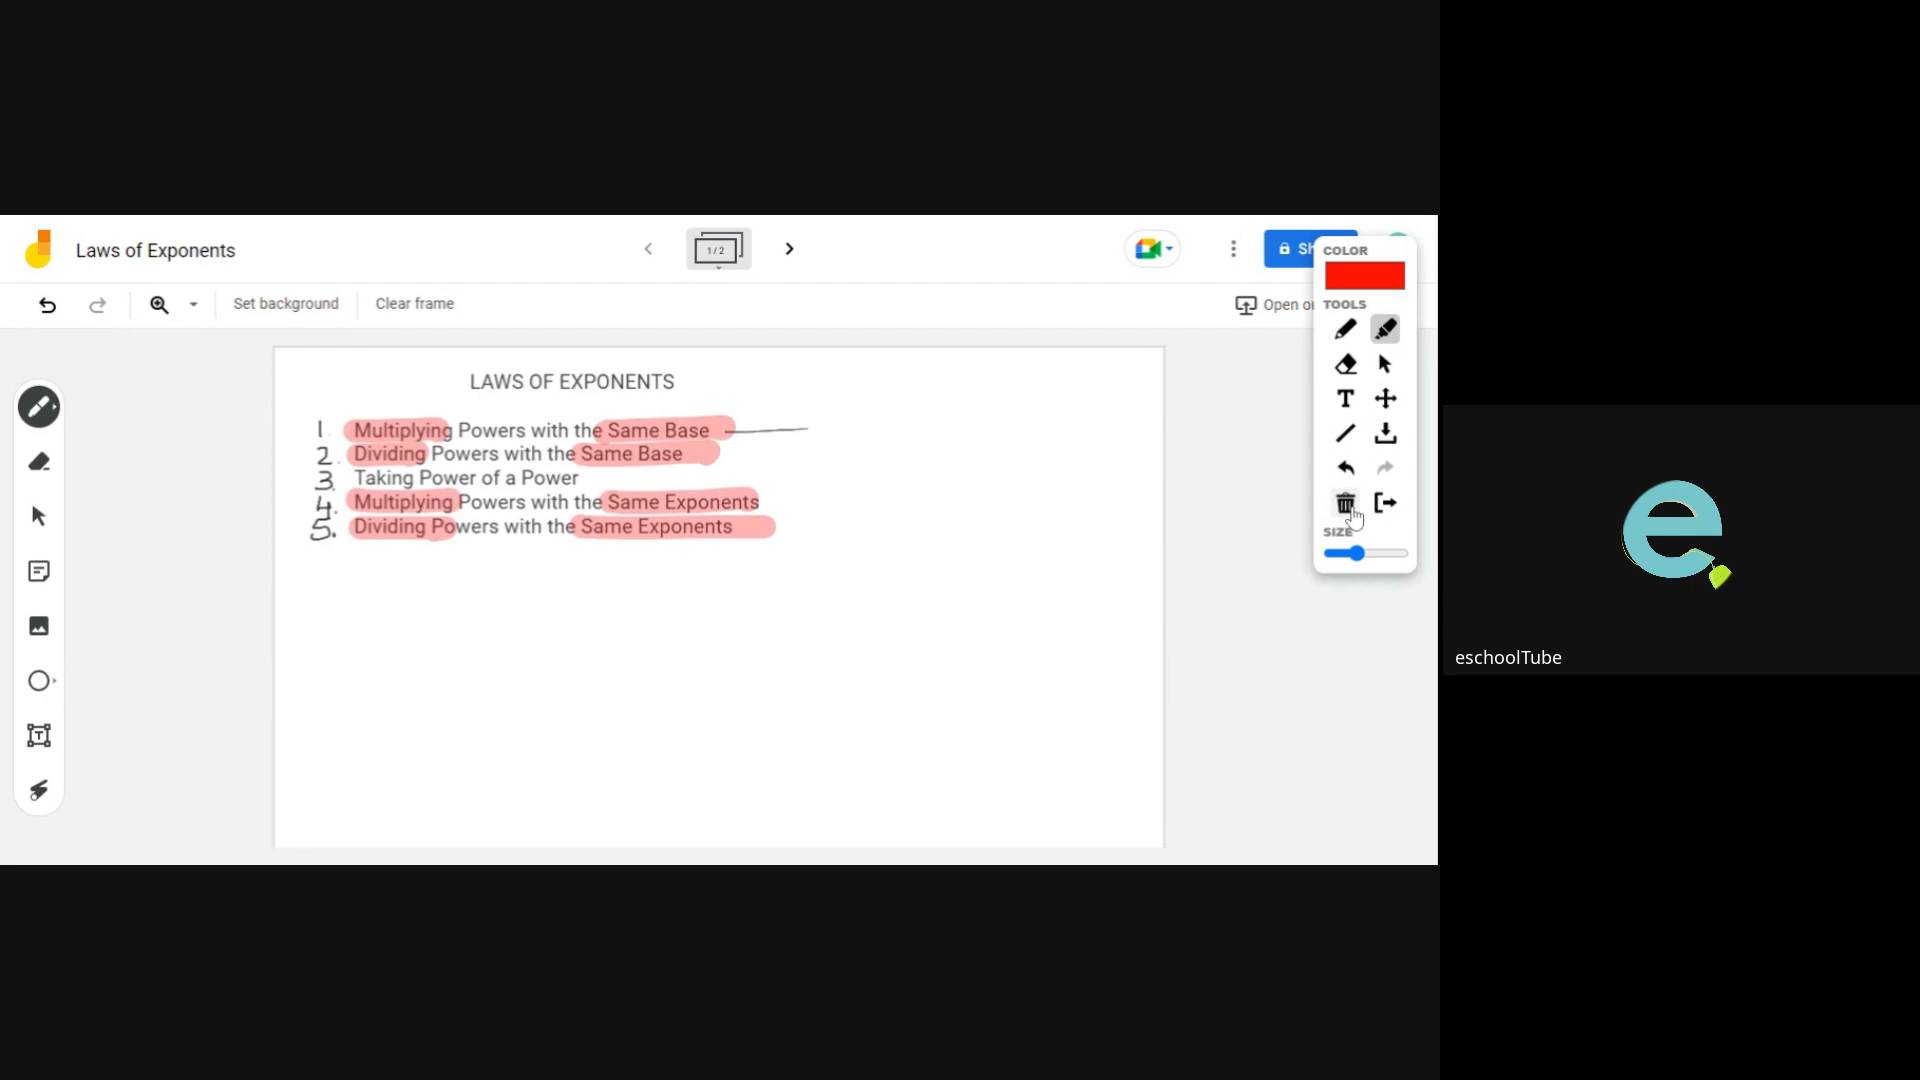 Laws of Exponents
1 / 2
Sh
COLOR
Set background
Clear frame
Open or
TOOLS
LAWS OF EXPONENTS
1. Multiplying Powers with the Same Base
2. Dividing Powers with the Same Base
3. Taking Power of a Power
4. Multiplying Powers with the Same Exponents
5. Dividing Powers with the Same Exponents
SIZE
eschoolTube